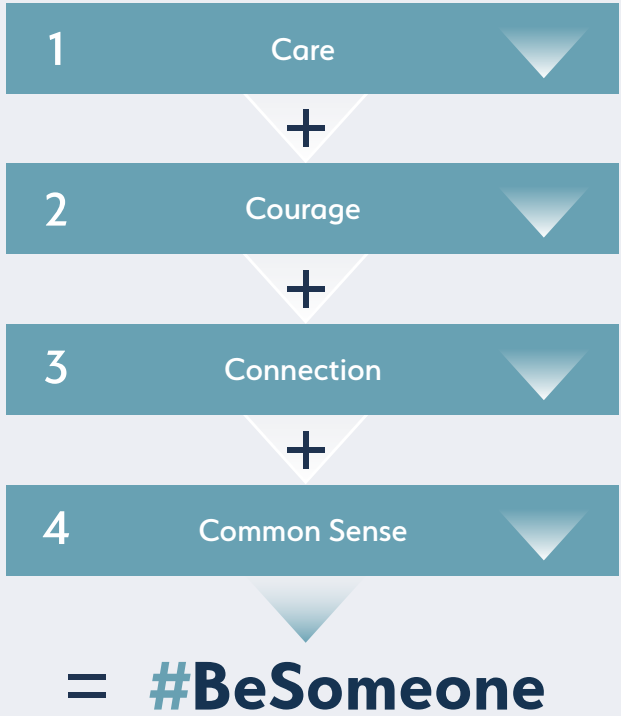 1 Care
+
2 Courage
+
3 Connection
+
4 Common Sense
= #BeSomeone